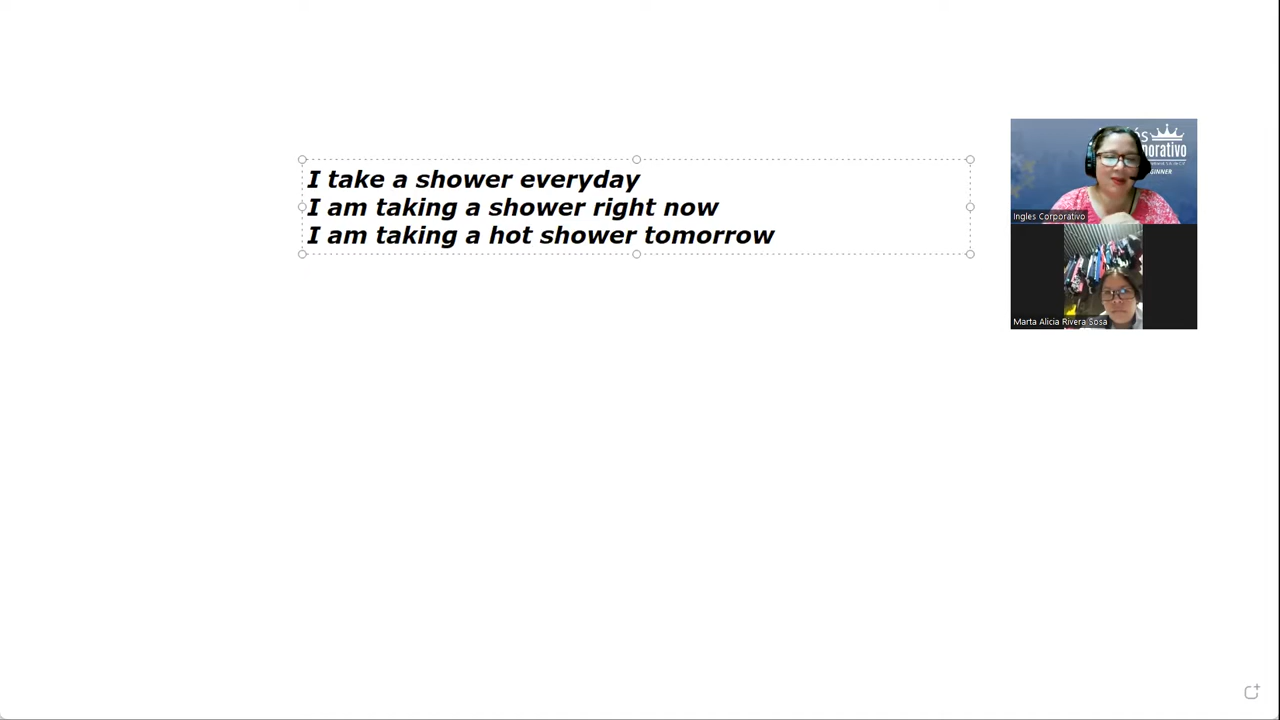 I take a shower everyday
I am taking a shower right now
I am taking a hot shower tomorrow
Ingles Corporativo
Marta Alicia Rivera Sosa